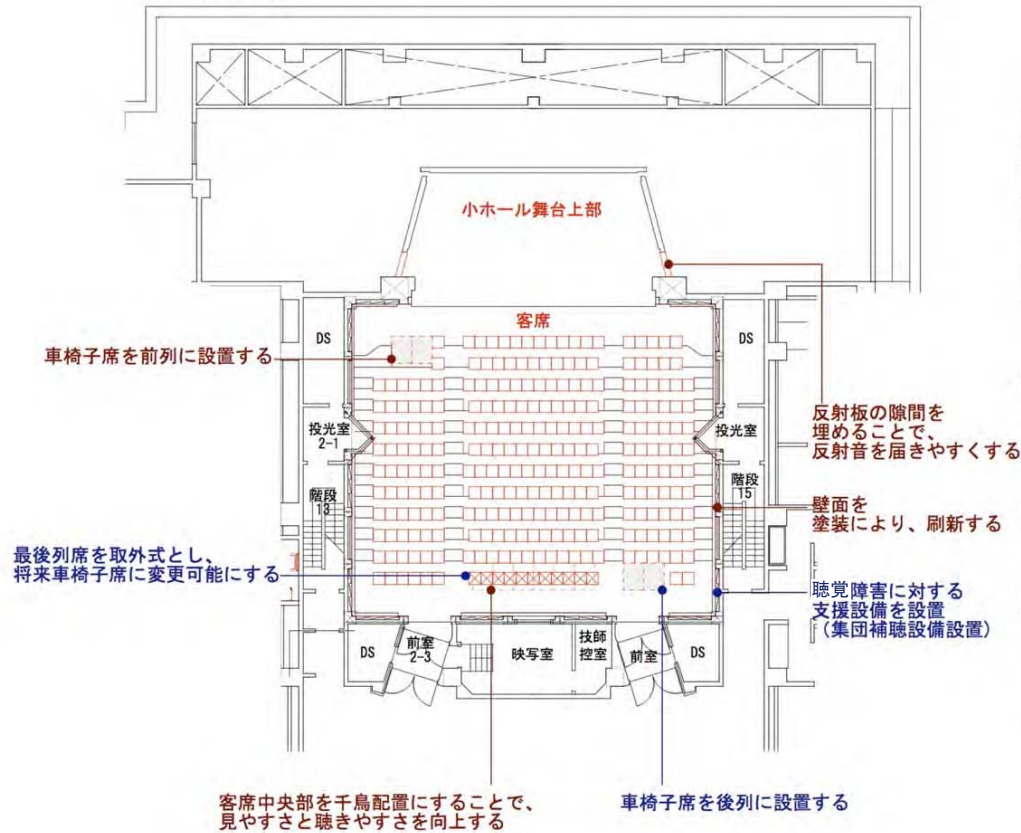 小ホール舞台上部
客席
DS
DS
車椅子席を前列に設置する
投光室
2-1
投光室
反射板の隙間を
埋めることで、
反射音を届きやすくする
階段
13
階段
15
壁面を
塗装により、刷新する
最後列席を取外式とし、
将来車椅子席に変更可能にする
聴覚障害に対する
支援設備を設置
（集団補聴設備設置）
DS
前室
2-3
映写室
技師
控室
前室
DS
客席中央部を千鳥配置にすることで、
見やすさと聴きやすさを向上する
車椅子席を後列に設置する